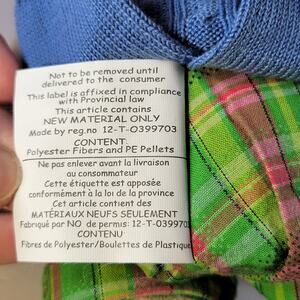 Not to be removed until
delivered to the consumer
This label is affixed in compliance
with Provincial law
This article contains
NEW MATERIAL ONLY
Made by reg.no 12-T-O399703
CONTENT:
Polyester Fibers and PE Pellets
Ne pas enlever avant la livraison
au consommateur
Cette étiquette est apposée
conformément à la loi de la province
Cet article contient des
MATÉRIAUX NEUFS SEULEMENT
Fabriqué par NO de permis: 12-T-O39970
CONTENU:
Fibres de Polyester/Boulettes de Plastique